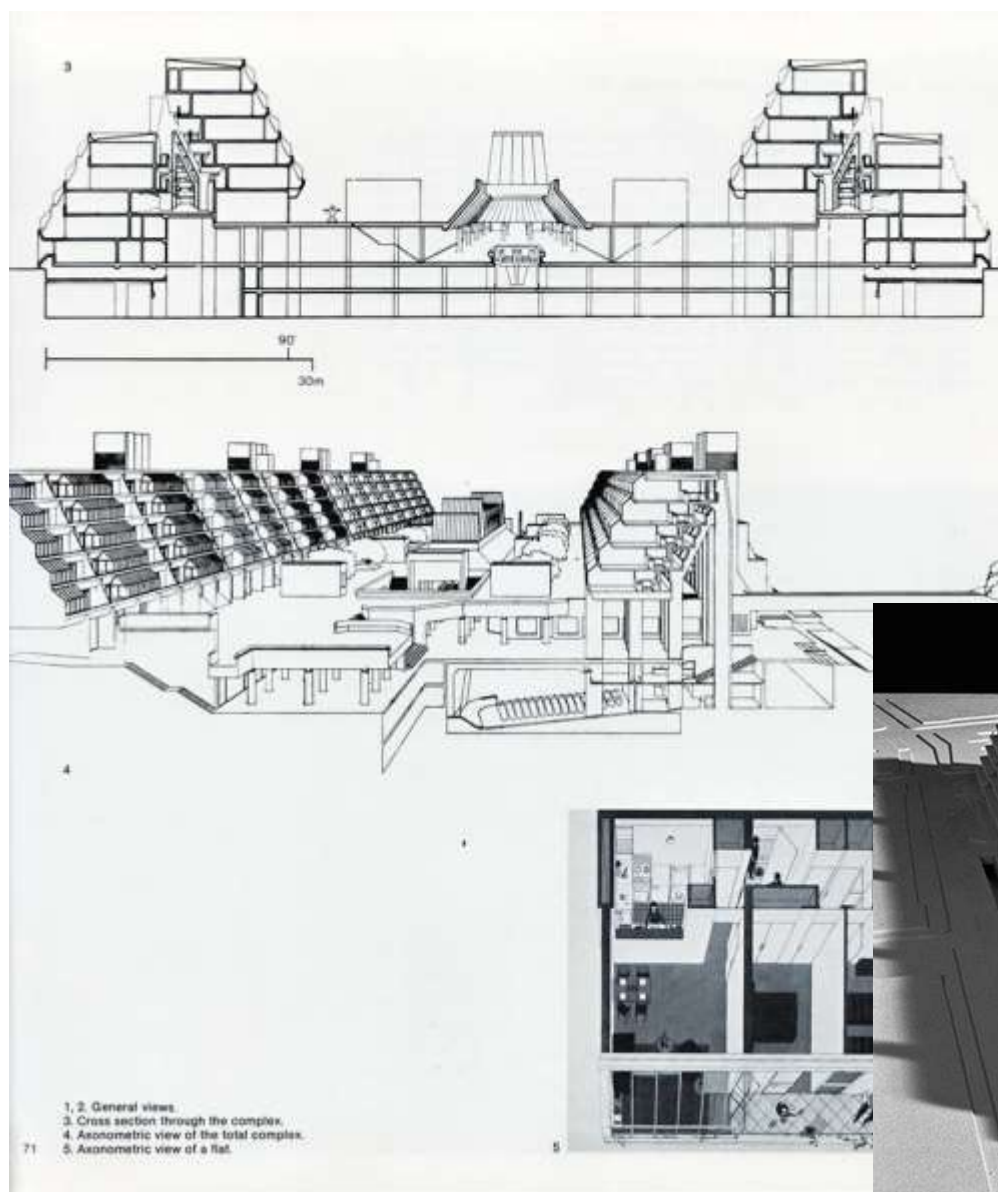 3
90'
30m
4
1, 2. General views.
3. Cross section through the complex.
4. Axonometric view of the total complex.
5. Axonometric view of a flat.
71
5